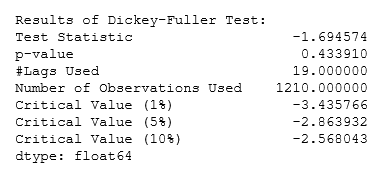 Results of Dickey-Fuller Test:
Test Statistic                  -1.694574
p-value                          0.433910
#Lags Used                      19.000000
Number of Observations Used   1210.000000
Critical Value (1%)             -3.435766
Critical Value (5%)             -2.863932
Critical Value (10%)            -2.568043
dtype: float64